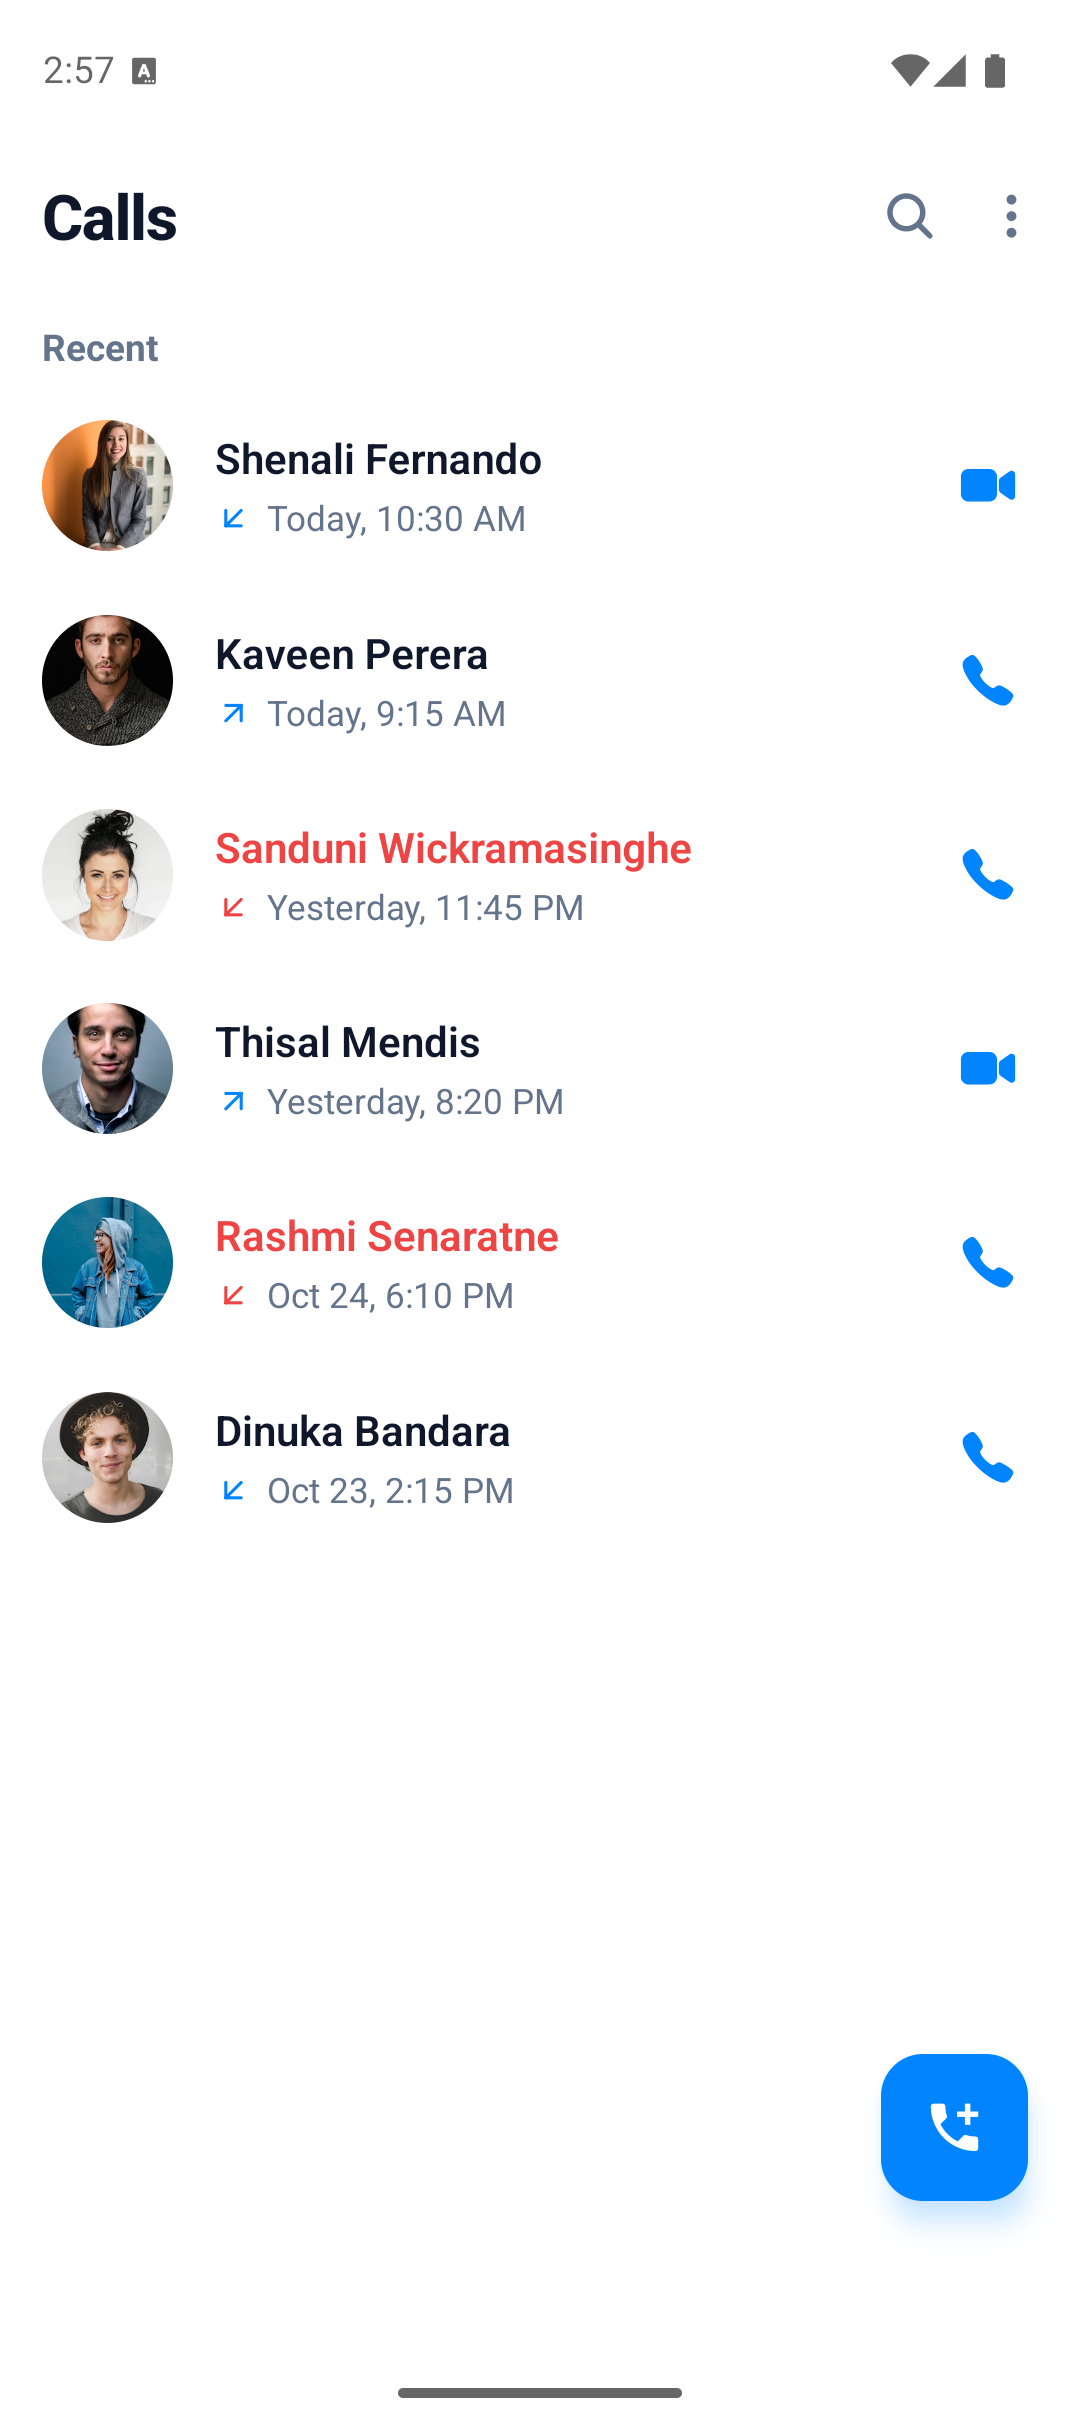 2:57
Calls
Recent
Shenali Fernando
Today, 10:30 AM
Kaveen Perera
Today, 9:15 AM
Sanduni Wickramasinghe
Yesterday, 11:45 PM
Thisal Mendis
Yesterday, 8:20 PM
Rashmi Senaratne
Oct 24, 6:10 PM
Dinuka Bandara
Oct 23, 2:15 PM